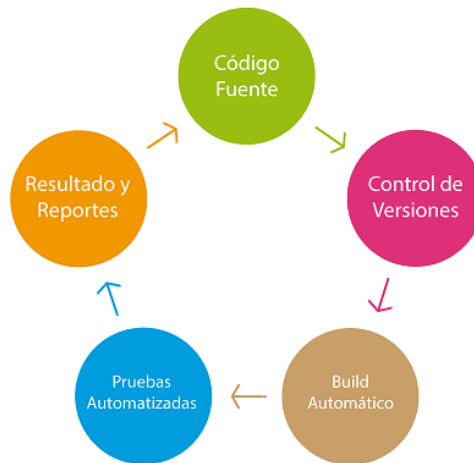 Código
Fuente
Control de
Versiones
Build
Automático
Pruebas
Automatizadas
Resultado y
Reportes